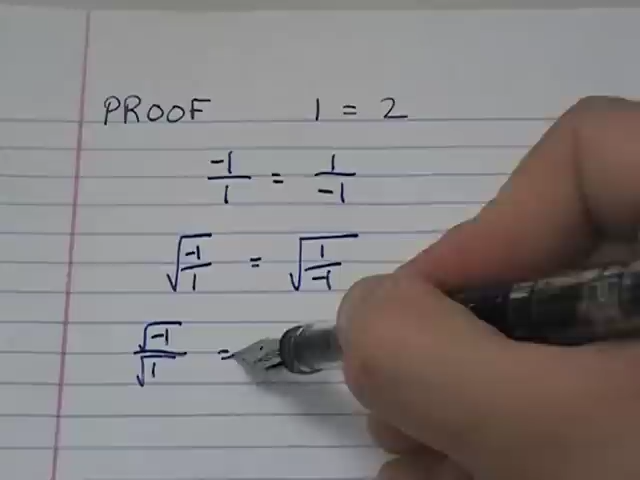 PROOF 1 = 2
-1/1 = 1/-1
√(-1/1) = √(1/-1)
√-1/√1 =